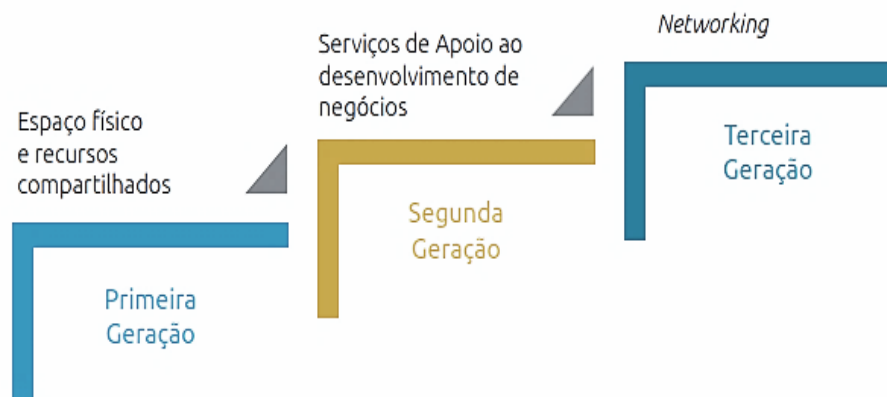 Espaço físico
e recursos
compartilhados
Primeira
Geração
Serviços de Apoio ao
desenvolvimento de
negócios
Segunda
Geração
Networking
Terceira
Geração